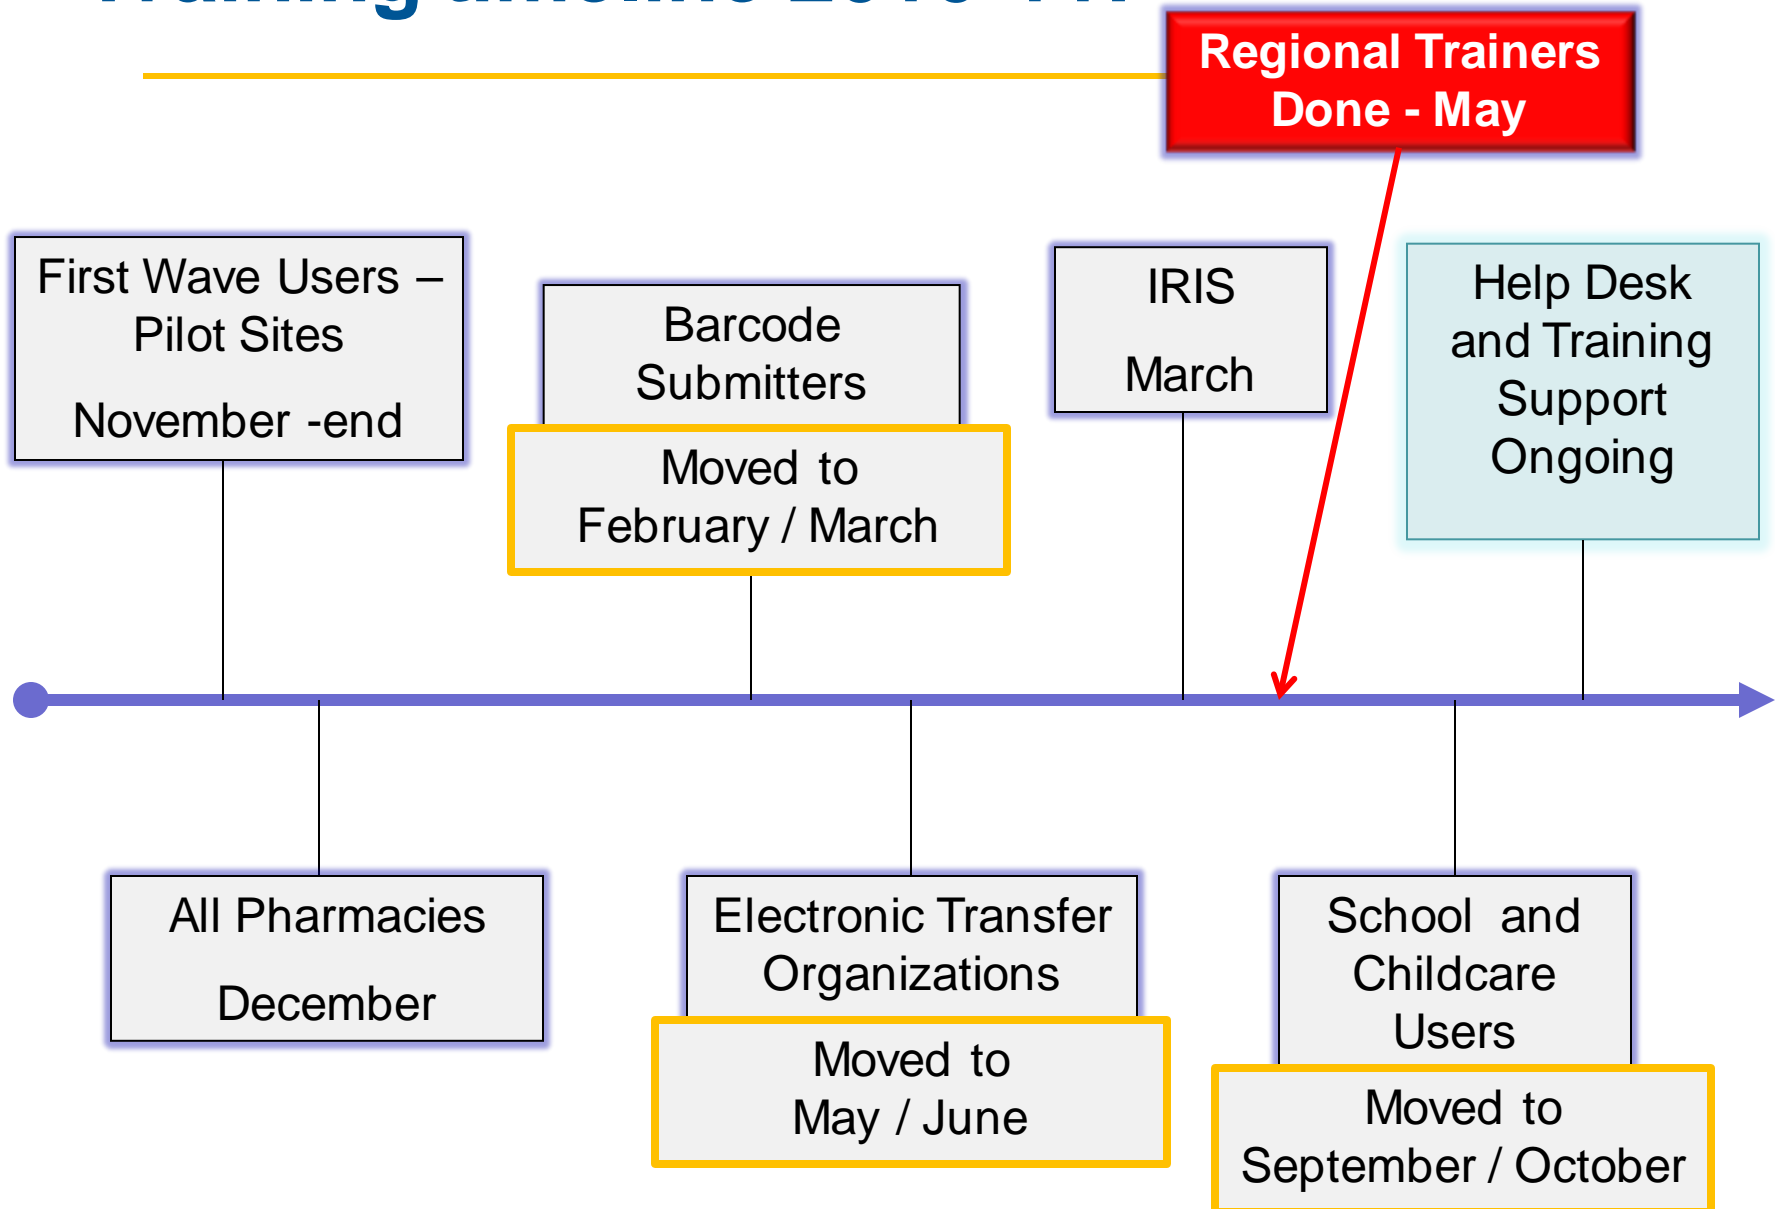 Regional Trainers
Done - May
First Wave Users –
Pilot Sites
November -end
Barcode
Submitters
Moved to
February / March
IRIS
March
Help Desk
and Training
Support
Ongoing
All Pharmacies
December
Electronic Transfer
Organizations
Moved to
May / June
School and
Childcare
Users
Moved to
September / October